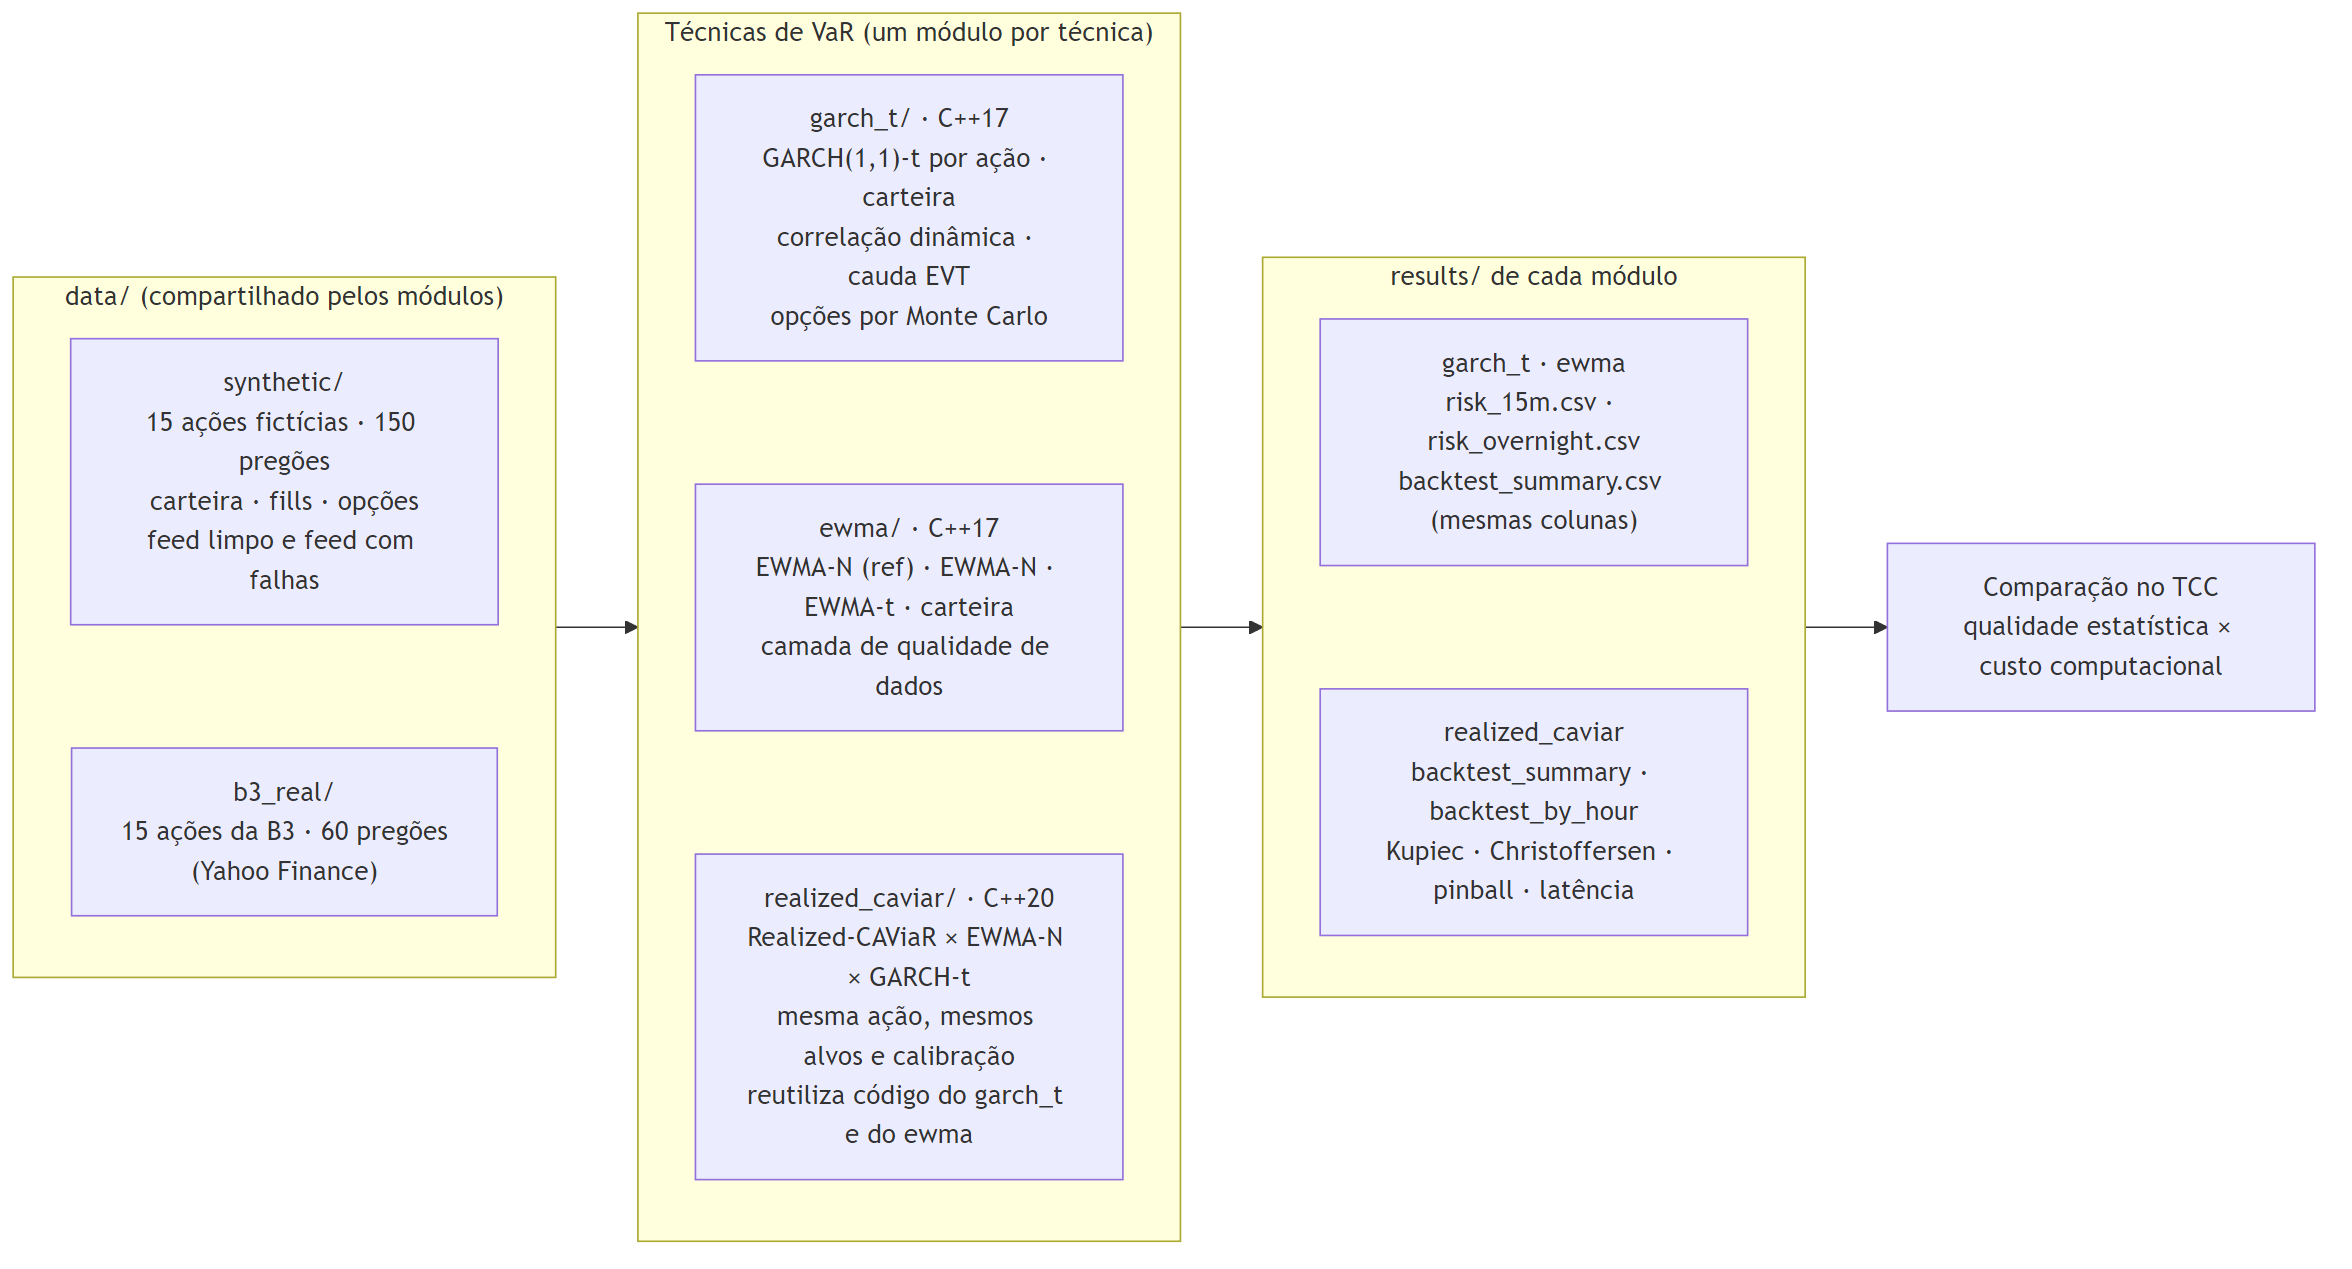 data/ (compartilhado pelos módulos)
synthetic/
15 ações fictícias · 150
pregões
carteira · fills · opções
feed limpo e feed com
falhas
b3_real/
15 ações da B3 · 60 pregões
(Yahoo Finance)
Técnicas de VaR (um módulo por técnica)
garch_t/ · C++17
GARCH(1,1)-t por ação ·
carteira
correlação dinâmica ·
cauda EVT
opções por Monte Carlo
ewma/ · C++17
EWMA-N (ref) · EWMA-N ·
EWMA-t · carteira
camada de qualidade de
dados
realized_caviar/ · C++20
Realized-CAViaR × EWMA-N
× GARCH-t
mesma ação, mesmos
alvos e calibração
reutiliza código do garch_t
e do ewma
results/ de cada módulo
garch_t · ewma
risk_15m.csv ·
risk_overnight.csv
backtest_summary.csv
(mesmas colunas)
realized_caviar
backtest_summary ·
backtest_by_hour
Kupiec · Christoffersen ·
pinball · latência
Comparação no TCC
qualidade estatística ×
custo computacional